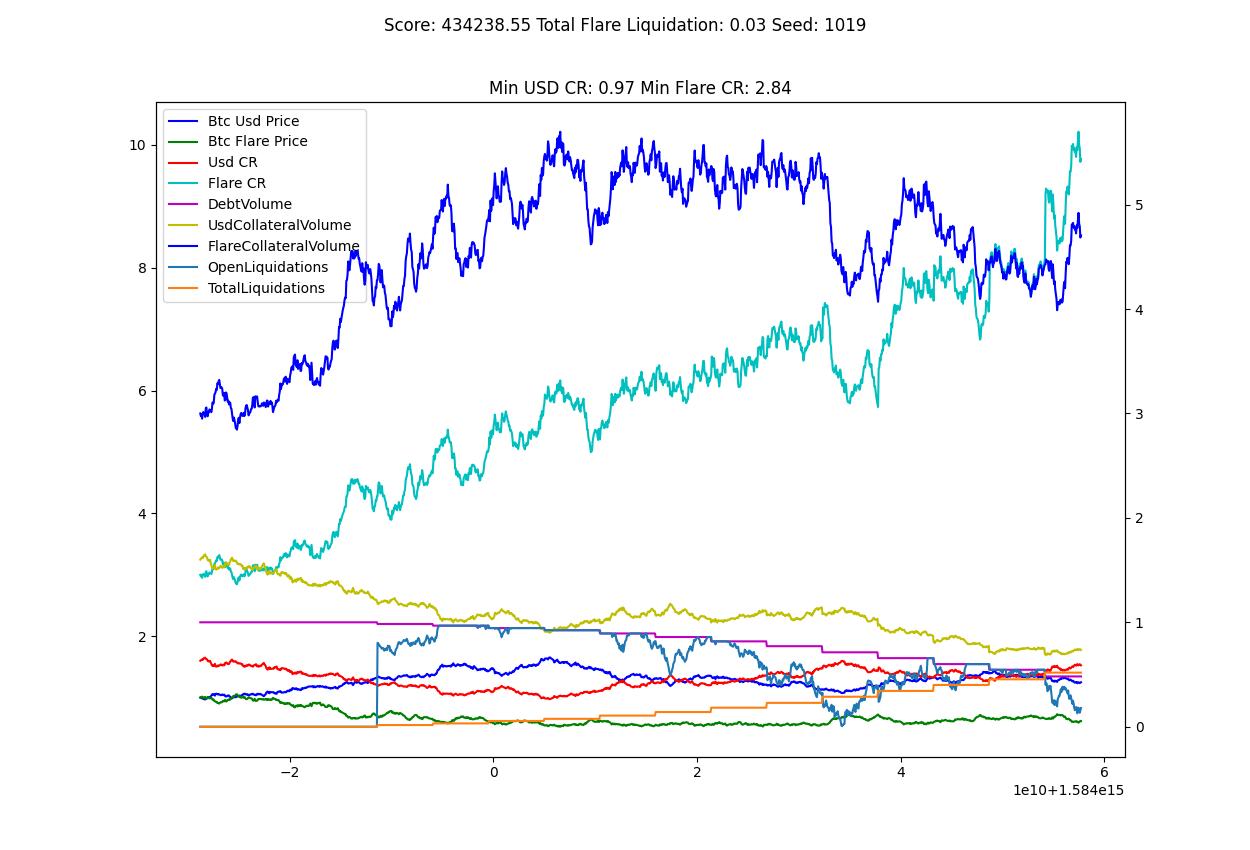 Score: 434238.55 Total Flare Liquidation: 0.03 Seed: 1019
Min USD CR: 0.97 Min Flare CR: 2.84
Btc Usd Price
Btc Flare Price
Usd CR
Flare CR
DebtVolume
UsdCollateralVolume
FlareCollateralVolume
OpenLiquidations
TotalLiquidations
10
8
6
4
2
5
4
3
2
1
0
−2 0 2 4 6
1e10+1.584e15